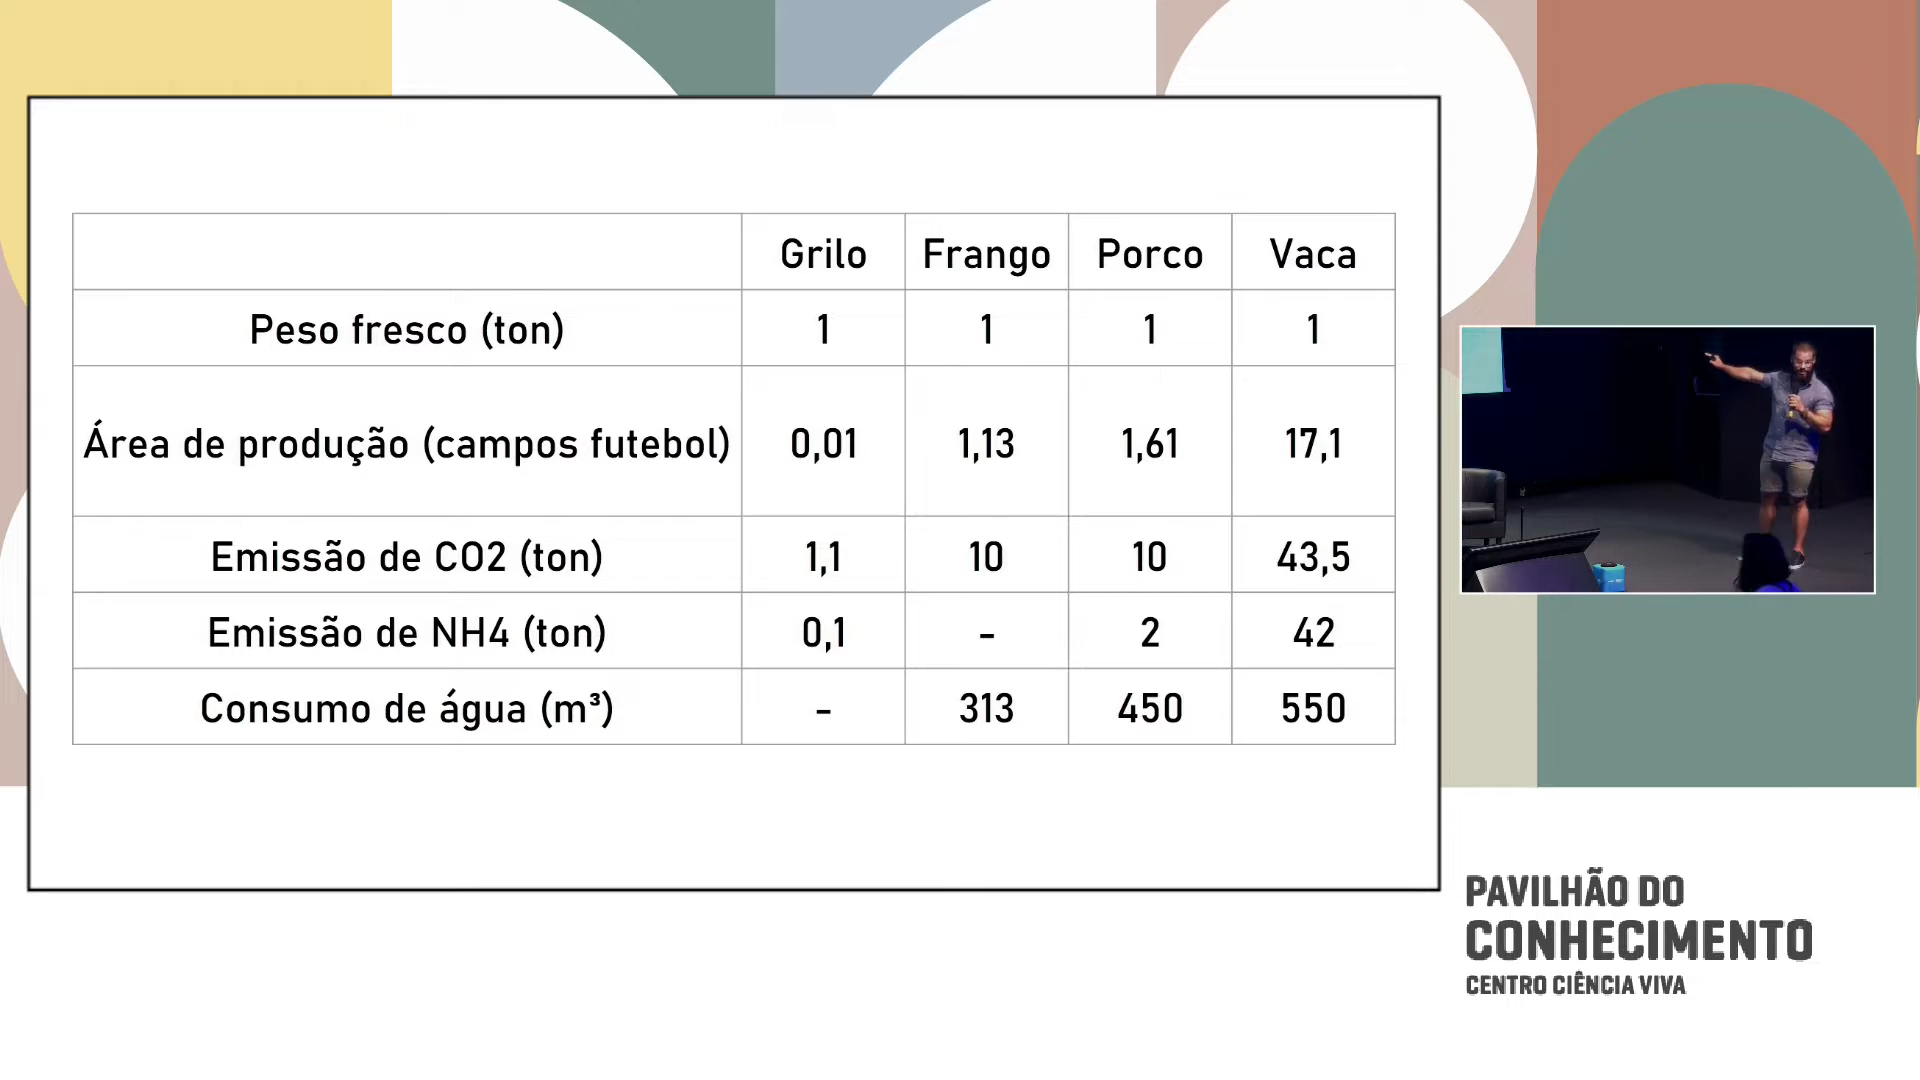 Grilo Frango Porco Vaca
Peso fresco (ton) 1 1 1 1
Área de produção (campos futebol) 0,01 1,13 1,61 17,1
Emissão de CO2 (ton) 1,1 10 10 43,5
Emissão de NH4 (ton) 0,1 - 2 42
Consumo de água (m³) - 313 450 550
PAVILHÃO DO
CONHECIMENTO
CENTRO CIÊNCIA VIVA